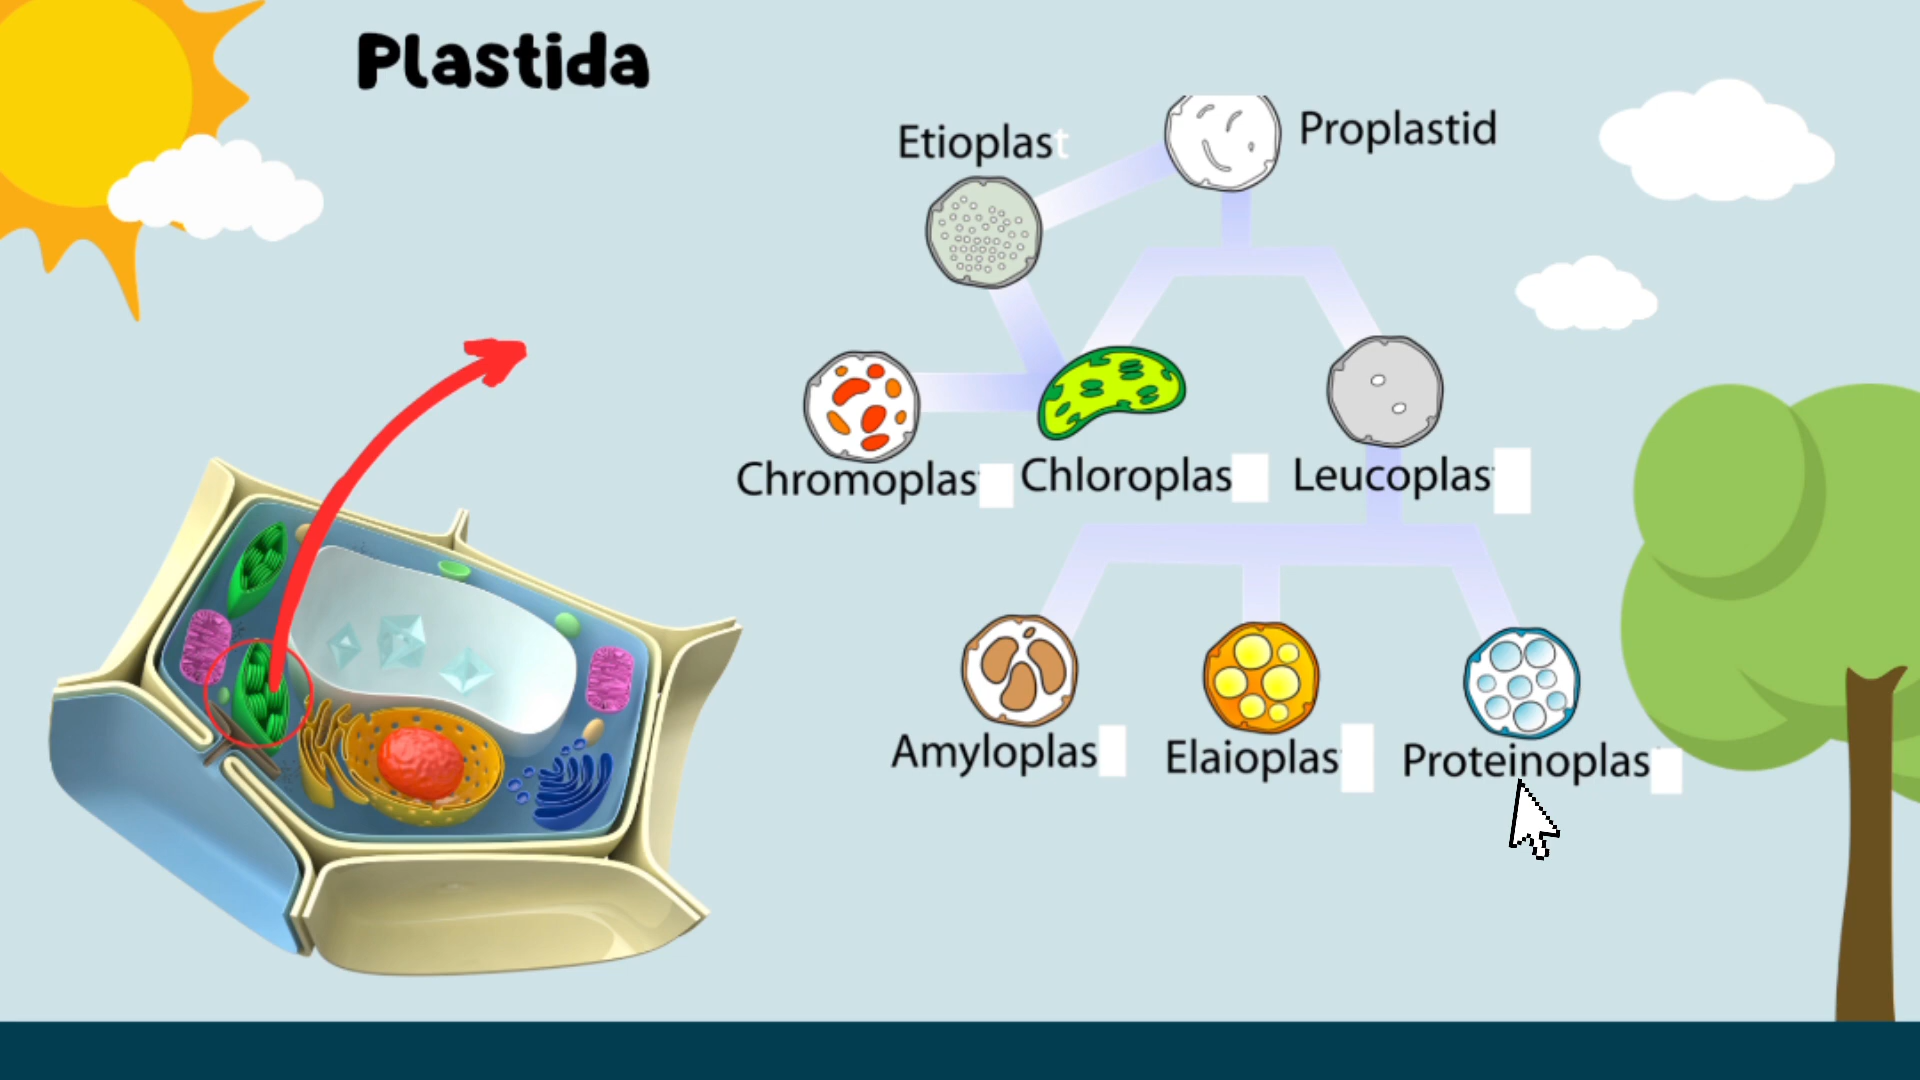 Plastida
Proplastid
Etioplast
Chromoplas
Chloroplas
Leucoplas
Amyloplas
Elaioplas
Proteinoplas